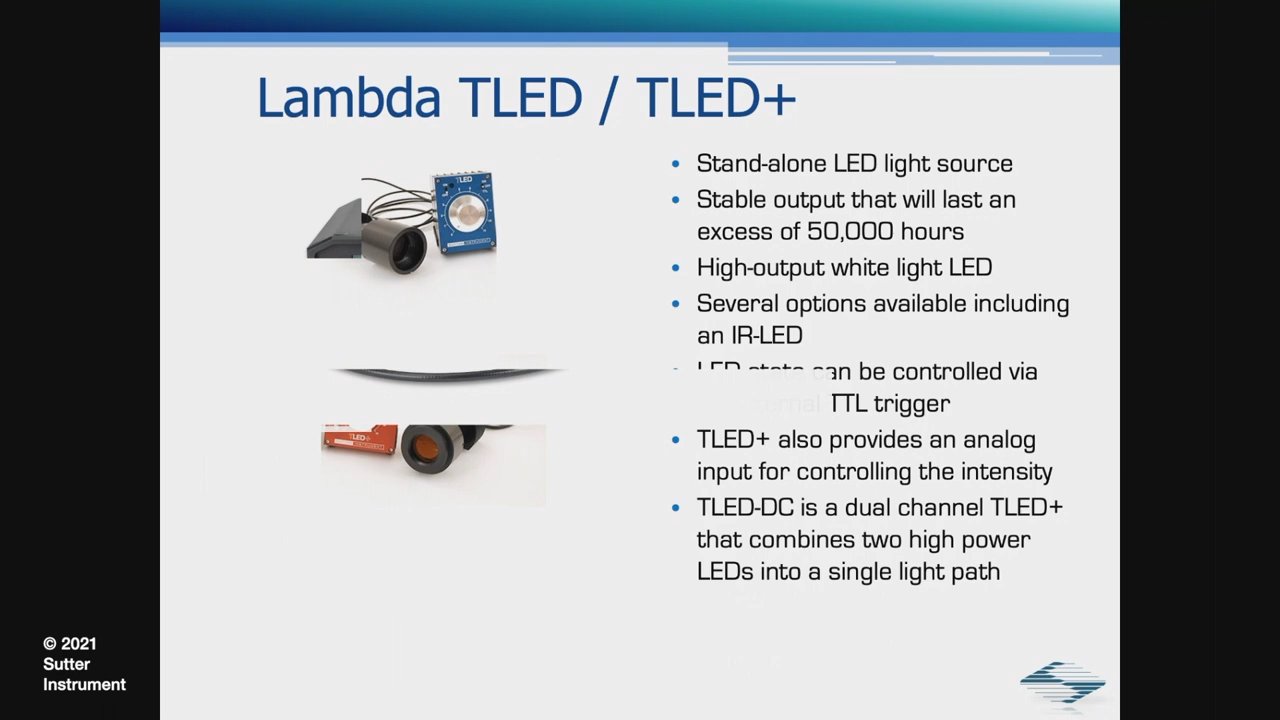 Lambda TLED / TLED+
TLED
• Stand-alone LED light source
• Stable output that will last an
excess of 50,000 hours
• High-output white light LED
• Several options available including
an IR-LED
can be controlled via
TTL trigger
TLED+
• TLED+ also provides an analog
input for controlling the intensity
• TLED-DC is a dual channel TLED+
that combines two high power
LEDs into a single light path
© 2021
Sutter
Instrument